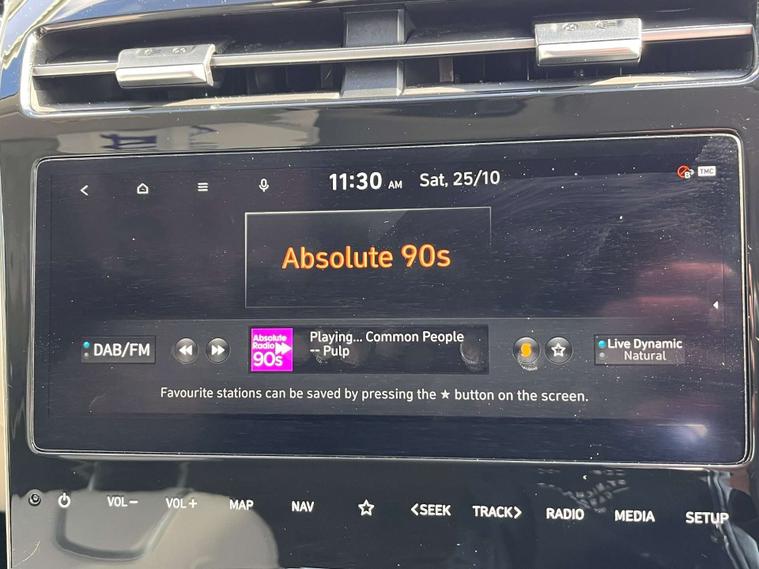 11:30 AM Sat, 25/10
TMC
Absolute 90s
DAB/FM
Absolute
Radio
90s
Playing... Common People
-- Pulp
Live Dynamic
Natural
Favourite stations can be saved by pressing the ★ button on the screen.
VOL− VOL+ MAP NAV ☆ <SEEK TRACK> RADIO MEDIA SETUP